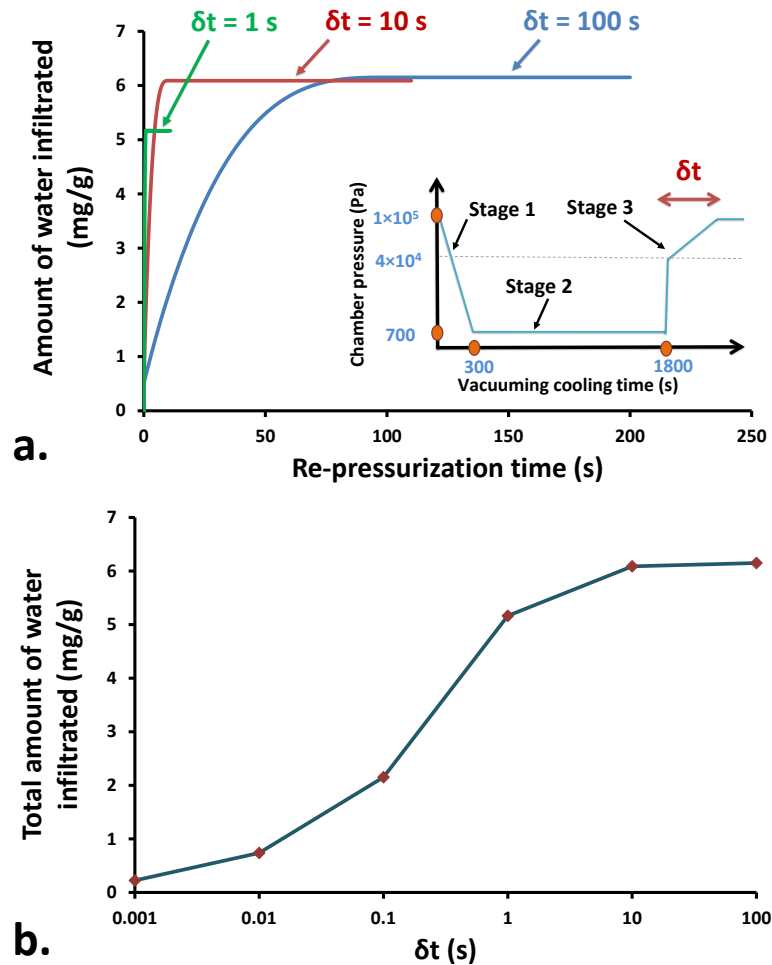 δt = 1 s
δt = 10 s
δt = 100 s
7
6
5
4
3
2
1
0
Amount of water infiltrated
(mg/g)
0
50
100
150
200
250
Re-pressurization time (s)
δt
Chamber pressure (Pa)
1×10⁵
4×10⁴
700
Stage 1
Stage 2
Stage 3
300
1800
Vacuuming cooling time (s)
a.
7
6
5
4
3
2
1
0
Total amount of water
infiltrated (mg/g)
0.001
0.01
0.1
1
10
100
δt (s)
b.